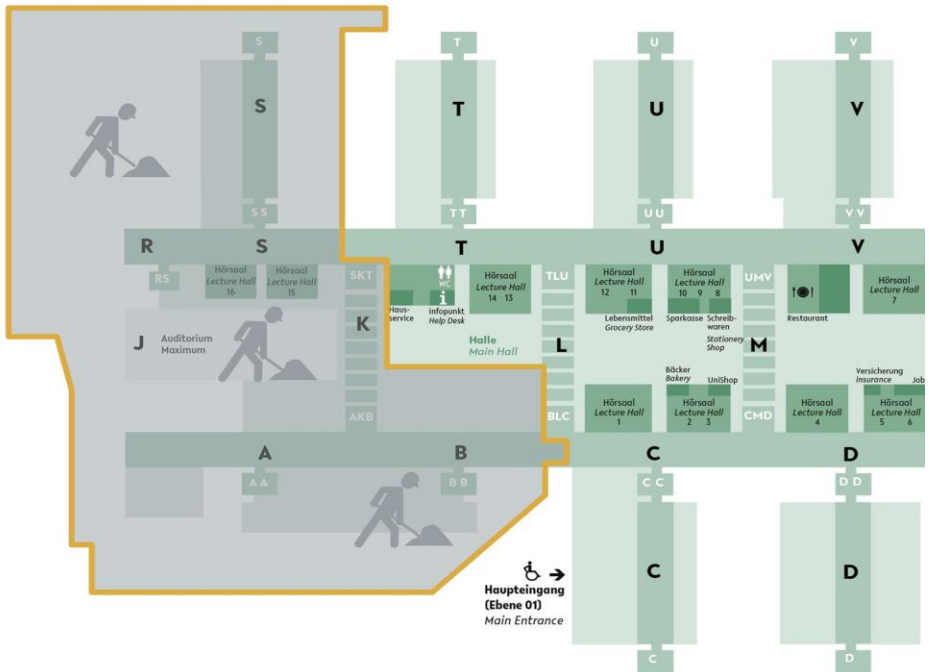 S
T
U
V
S
T
U
V
SS
TT
UU
VV
R
S
T
U
V
RS
Hörsaal
Lecture Hall
16
Hörsaal
Lecture Hall
15
SKT
WC
Haus-
service
Infopunkt
Help Desk
Hörsaal
Lecture Hall
14 13
TLU
Hörsaal
Lecture Hall
12 11
Hörsaal
Lecture Hall
10 9 8
UMV
Lebensmittel
Grocery Store
Sparkasse
Schreib-
waren
Stationery
Shop
Restaurant
Hörsaal
Lecture Hall
7
J
Auditorium
Maximum
K
Halle
Main Hall
L
M
Bäcker
Bakery
UniShop
Versicherung
Insurance
Job
AKB
BLC
Hörsaal
Lecture Hall
1
Hörsaal
Lecture Hall
2 3
CMD
Hörsaal
Lecture Hall
4
Hörsaal
Lecture Hall
5 6
A
B
C
D
AA
BB
CC
DD
Haupteingang
(Ebene 01)
Main Entrance
C
D
C
D